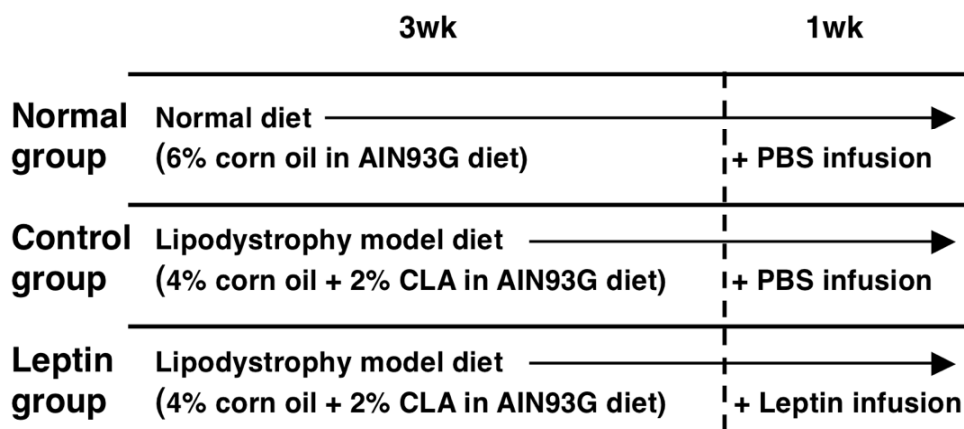 3wk 1wk
Normal group
Normal diet
(6% corn oil in AIN93G diet)
+ PBS infusion
Control group
Lipodystrophy model diet
(4% corn oil + 2% CLA in AIN93G diet)
+ PBS infusion
Leptin group
Lipodystrophy model diet
(4% corn oil + 2% CLA in AIN93G diet)
+ Leptin infusion